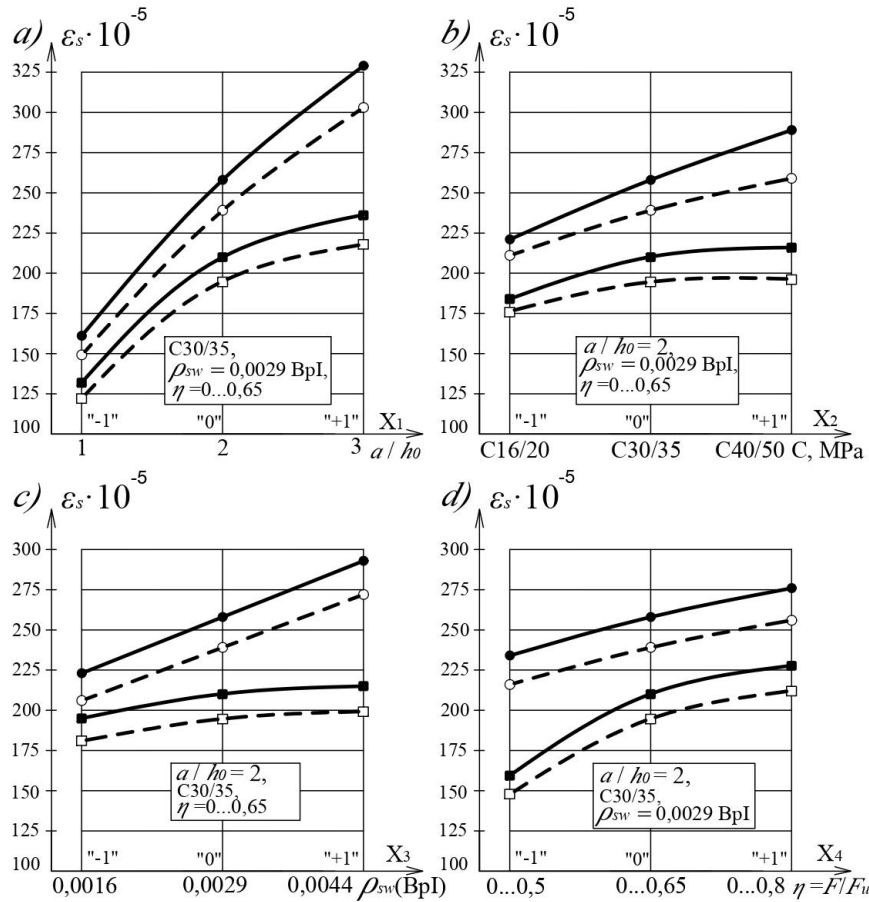 a) εs·10⁻⁵
325
300
275
250
225
200
175
150
125
100
C30/35,
ρsw = 0,0029 BpI,
η=0...0,65
"-1" "0" "+1" X1
1 2 3 a / h0
b) εs·10⁻⁵
325
300
275
250
225
200
175
150
125
100
a / h0 = 2,
ρsw = 0,0029 BpI,
η=0...0,65
"-1" "0" "+1" X2
C16/20 C30/35 C40/50 C, MPa
c) εs·10⁻⁵
300
275
250
225
200
175
150
125
100
a / h0 = 2,
C30/35,
η =0...0,65
"-1" "0" "+1" X3
0,0016 0,0029 0,0044 ρsw(BpI)
d) εs·10⁻⁵
300
275
250
225
200
175
150
125
100
a / h0 = 2,
C30/35,
ρsw = 0,0029 BpI
"-1" "0" "+1" X4
0...0,5 0...0,65 0...0,8 η =F/Fu